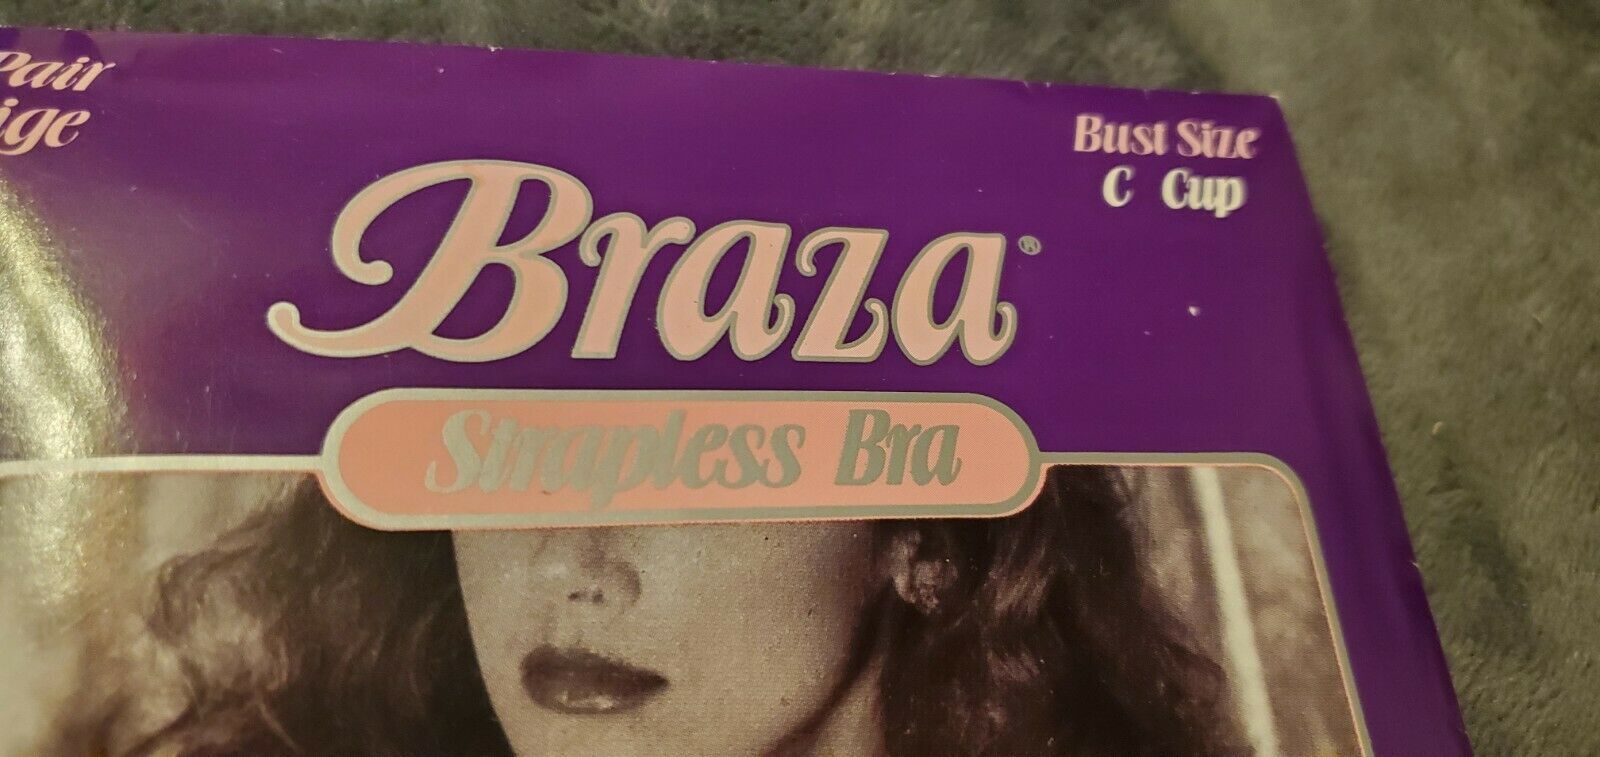 Pair
Bust Size
C Cup
Braza®
Strapless Bra